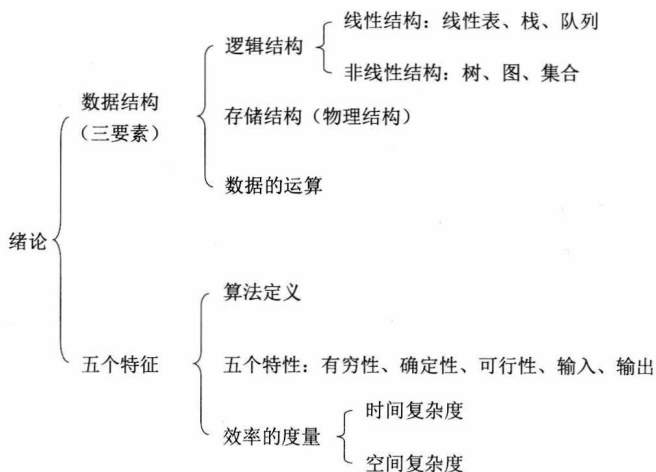 线性结构：线性表、栈、队列
逻辑结构
非线性结构：树、图、集合
数据结构
（三要素）
存储结构（物理结构）
数据的运算
绪论
算法定义
五个特征
五个特性：有穷性、确定性、可行性、输入、输出
时间复杂度
效率的度量
空间复杂度